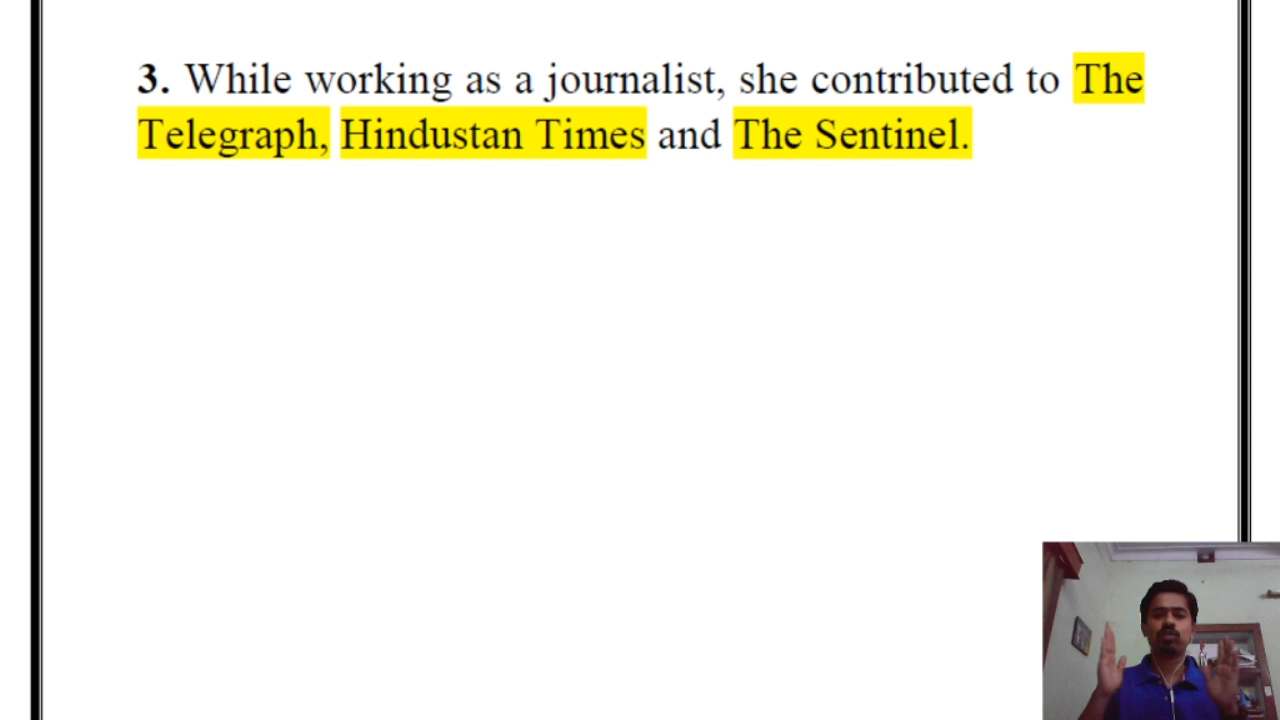 3. While working as a journalist, she contributed to The
Telegraph, Hindustan Times and The Sentinel.